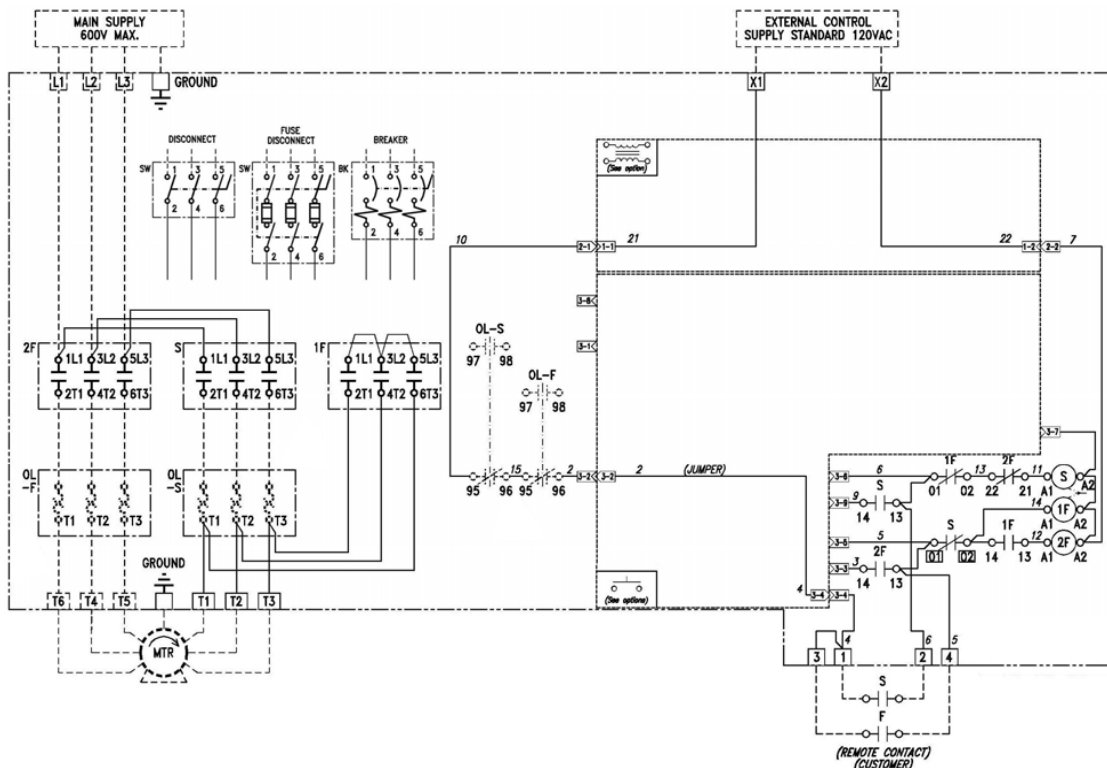 MAIN SUPPLY
600V MAX.
EXTERNAL CONTROL
SUPPLY STANDARD 120VAC
L1 L2 L3 GROUND X1 X2
DISCONNECT
FUSE
DISCONNECT
BREAKER
SW 1 3 5
2 4 6
SW 1 3 5
2 4 6
BK 1 3 5
2 4 6
(See option)
10 2-1 1-1 21 22 1-2 2-2 7
3-8
3-1
2F 1L1 3L2 5L3
2T1 4T2 6T3
S 1L1 3L2 5L3
2T1 4T2 6T3
1F 1L1 3L2 5L3
2T1 4T2 6T3
OL-S
97 98
OL-F
97 98
95 96 15 95 96 2 3-2 3-2 2 (JUMPER)
3-7
OL
-F
T1 T2 T3
OL
-S
T1 T2 T3
3-6 6 1F 13 2F 11 S
01 02 22 21 A1 A2
3-9 9 S
14 13
14 1F
A1 A2
3-5 5 S 1F 12 2F
01 02 14 13 A1 A2
3-3 3 2F
14 13
(See options)
4 3-4 3-4
GROUND
T6 T4 T5 T1 T2 T3
MTR
4 6 5
3 1 2 4
S
F
(REMOTE CONTACT)
(CUSTOMER)